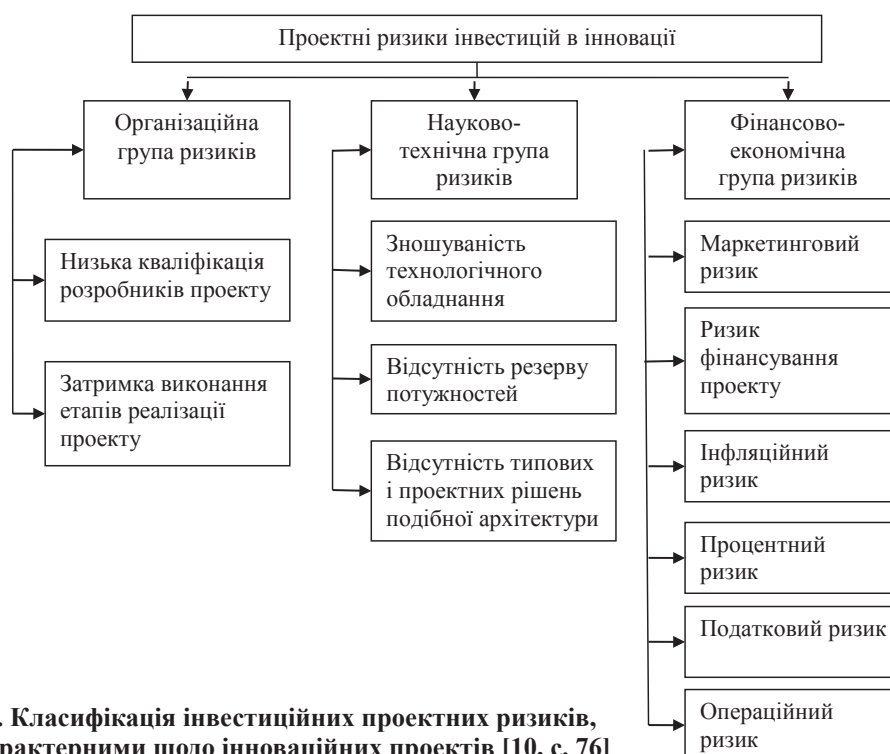 Проектні ризики інвестицій в інновації
Організаційна
група ризиків
Низька кваліфікація
розробників проекту
Затримка виконання
етапів реалізації
проекту
Науково-
технічна група
ризиків
Зношуваність
технологічного
обладнання
Відсутність резерву
потужностей
Відсутність типових
і проектних рішень
подібної архітектури
Фінансово-
економічна
група ризиків
Маркетинговий
ризик
Ризик
фінансування
проекту
Інфляційний
ризик
Процентний
ризик
Податковий ризик
Операційний
ризик
. Класифікація інвестиційних проектних ризиків,
рактерними щодо інноваційних проектів [10, с. 76]